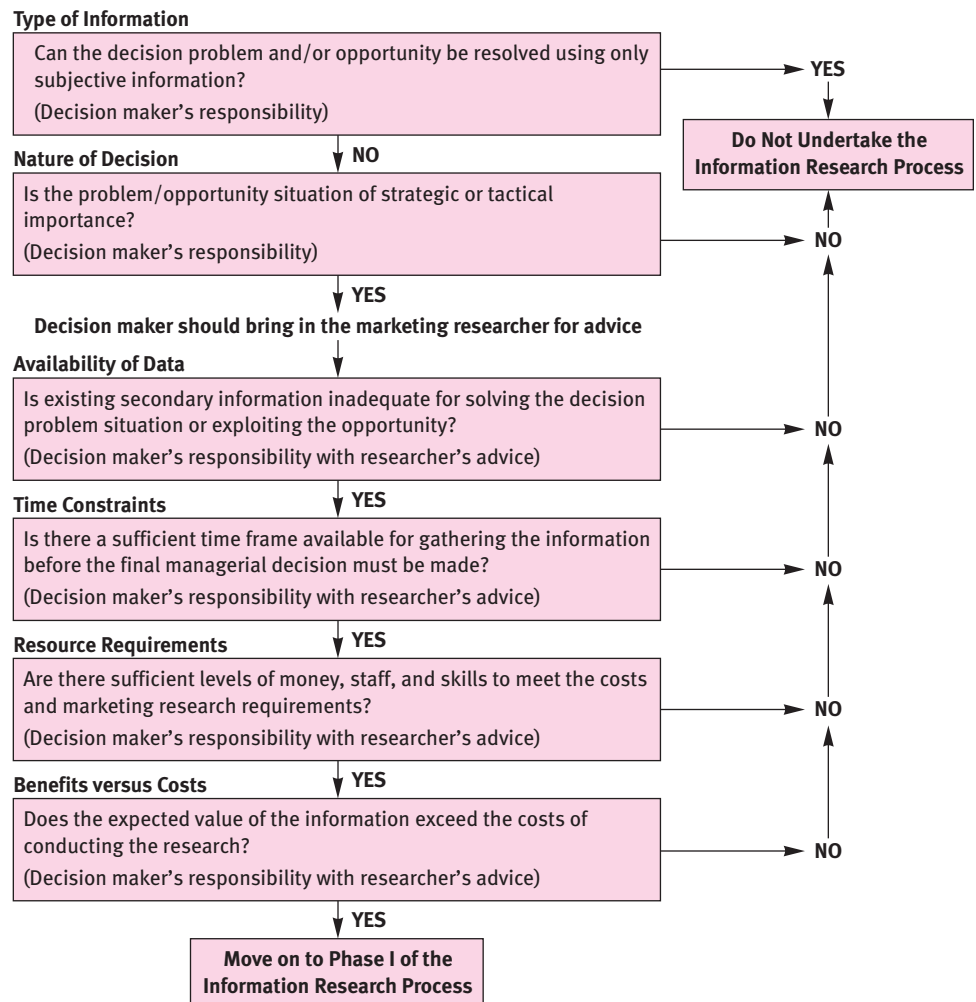 Type of Information
Can the decision problem and/or opportunity be resolved using only
subjective information?
(Decision maker's responsibility)
YES
Do Not Undertake the
Information Research Process
NO
Nature of Decision
Is the problem/opportunity situation of strategic or tactical
importance?
(Decision maker's responsibility)
NO
YES
Decision maker should bring in the marketing researcher for advice
Availability of Data
Is existing secondary information inadequate for solving the decision
problem situation or exploiting the opportunity?
(Decision maker's responsibility with researcher's advice)
NO
YES
Time Constraints
Is there a sufficient time frame available for gathering the information
before the final managerial decision must be made?
(Decision maker's responsibility with researcher's advice)
NO
YES
Resource Requirements
Are there sufficient levels of money, staff, and skills to meet the costs
and marketing research requirements?
(Decision maker's responsibility with researcher's advice)
NO
YES
Benefits versus Costs
Does the expected value of the information exceed the costs of
conducting the research?
(Decision maker's responsibility with researcher's advice)
NO
YES
Move on to Phase I of the
Information Research Process